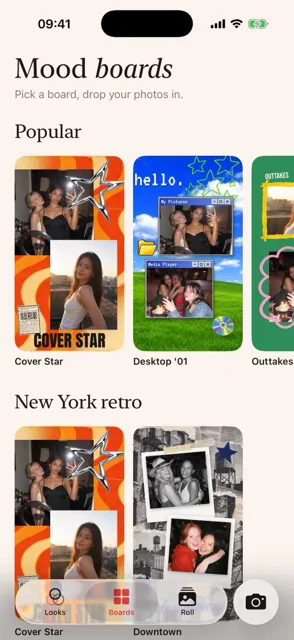 09:41
Mood boards
Pick a board, drop your photos in.
Popular
hello.
My Pictures
Media Player
COVER STAR
OUTTAKES
Cover Star
Desktop '01
Outtakes
New York retro
Looks
Boards
Roll
Cover Star
Downtown